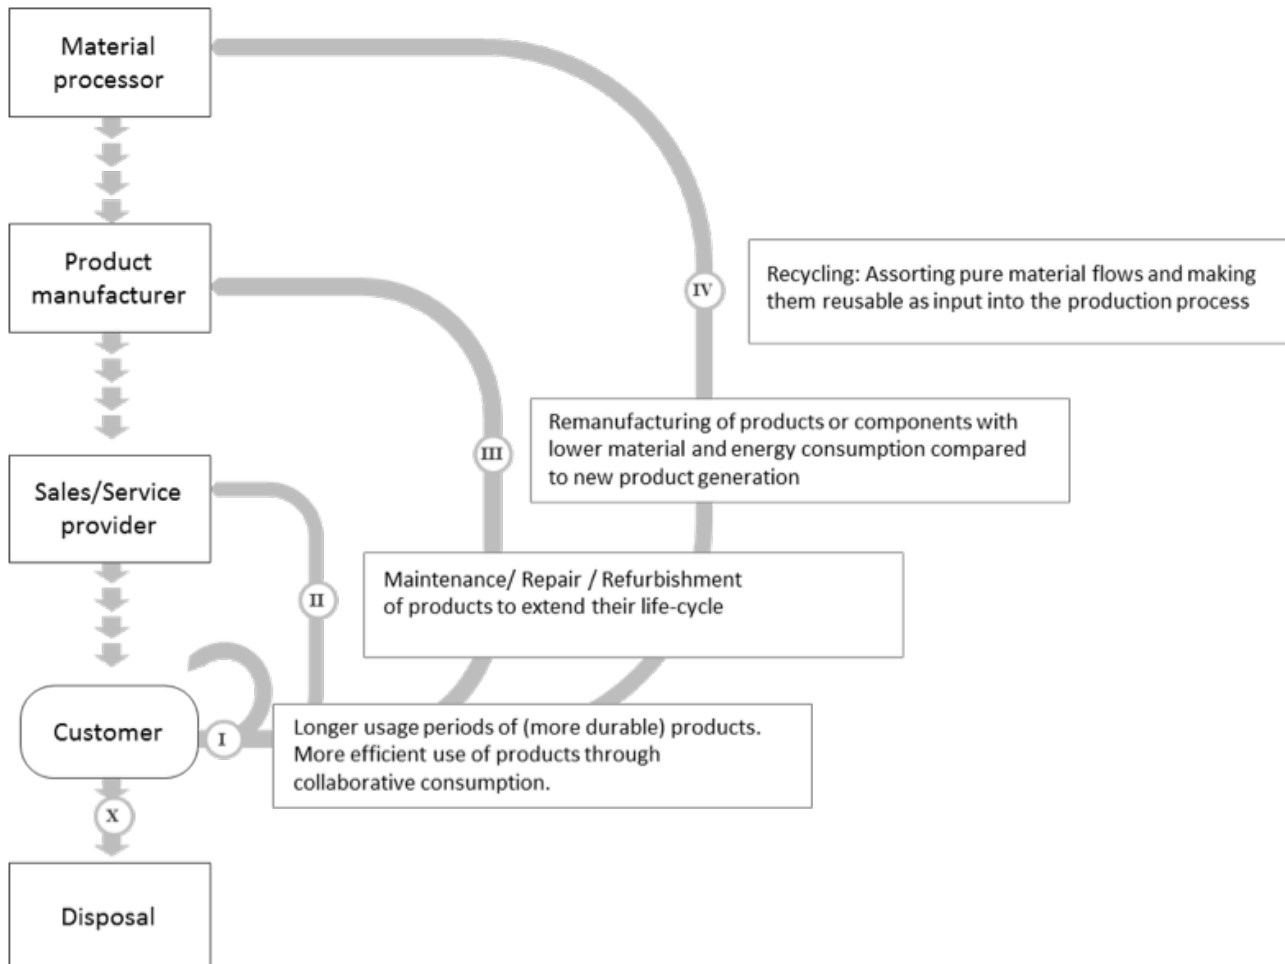 Material
processor
Product
manufacturer
IV
Recycling: Assorting pure material flows and making
them reusable as input into the production process
III
Remanufacturing of products or components with
lower material and energy consumption compared
to new product generation
Sales/Service
provider
II
Maintenance/ Repair / Refurbishment
of products to extend their life-cycle
Customer
I
Longer usage periods of (more durable) products.
More efficient use of products through
collaborative consumption.
X
Disposal